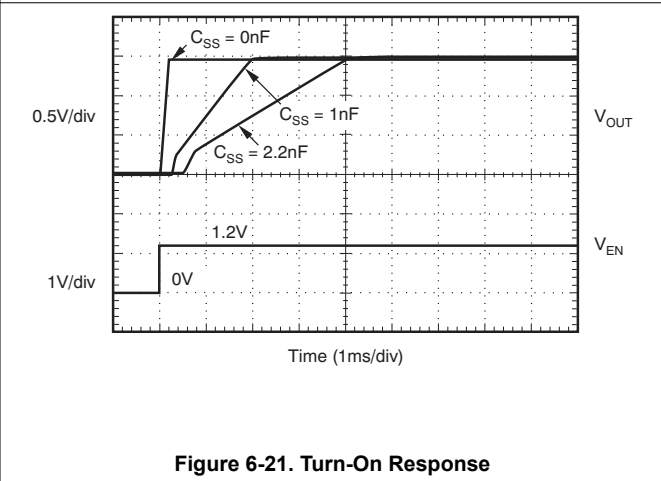 C_SS = 0nF
0.5V/div
C_SS = 1nF
V_OUT
C_SS = 2.2nF
1.2V
V_EN
1V/div
0V
Time (1ms/div)
Figure 6-21. Turn-On Response